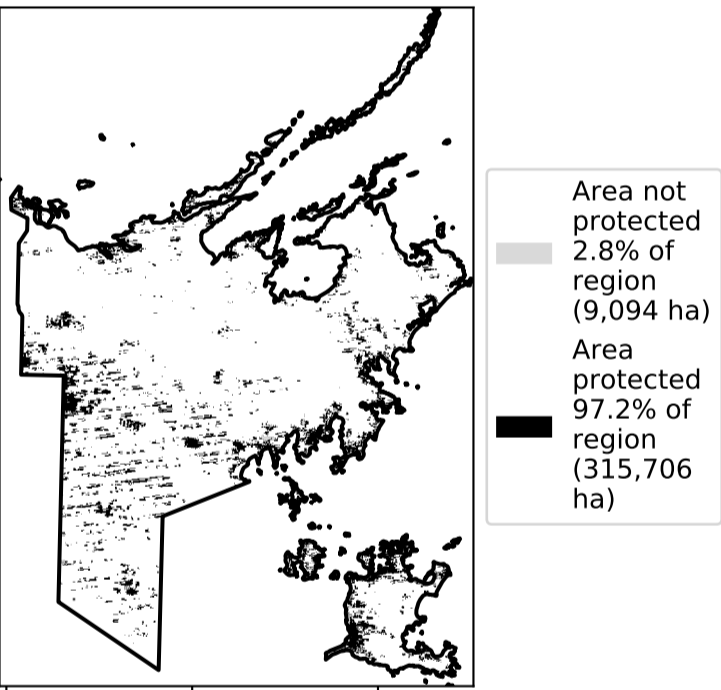 Area not
protected
2.8% of
region
(9,094 ha)
Area
protected
97.2% of
region
(315,706
ha)